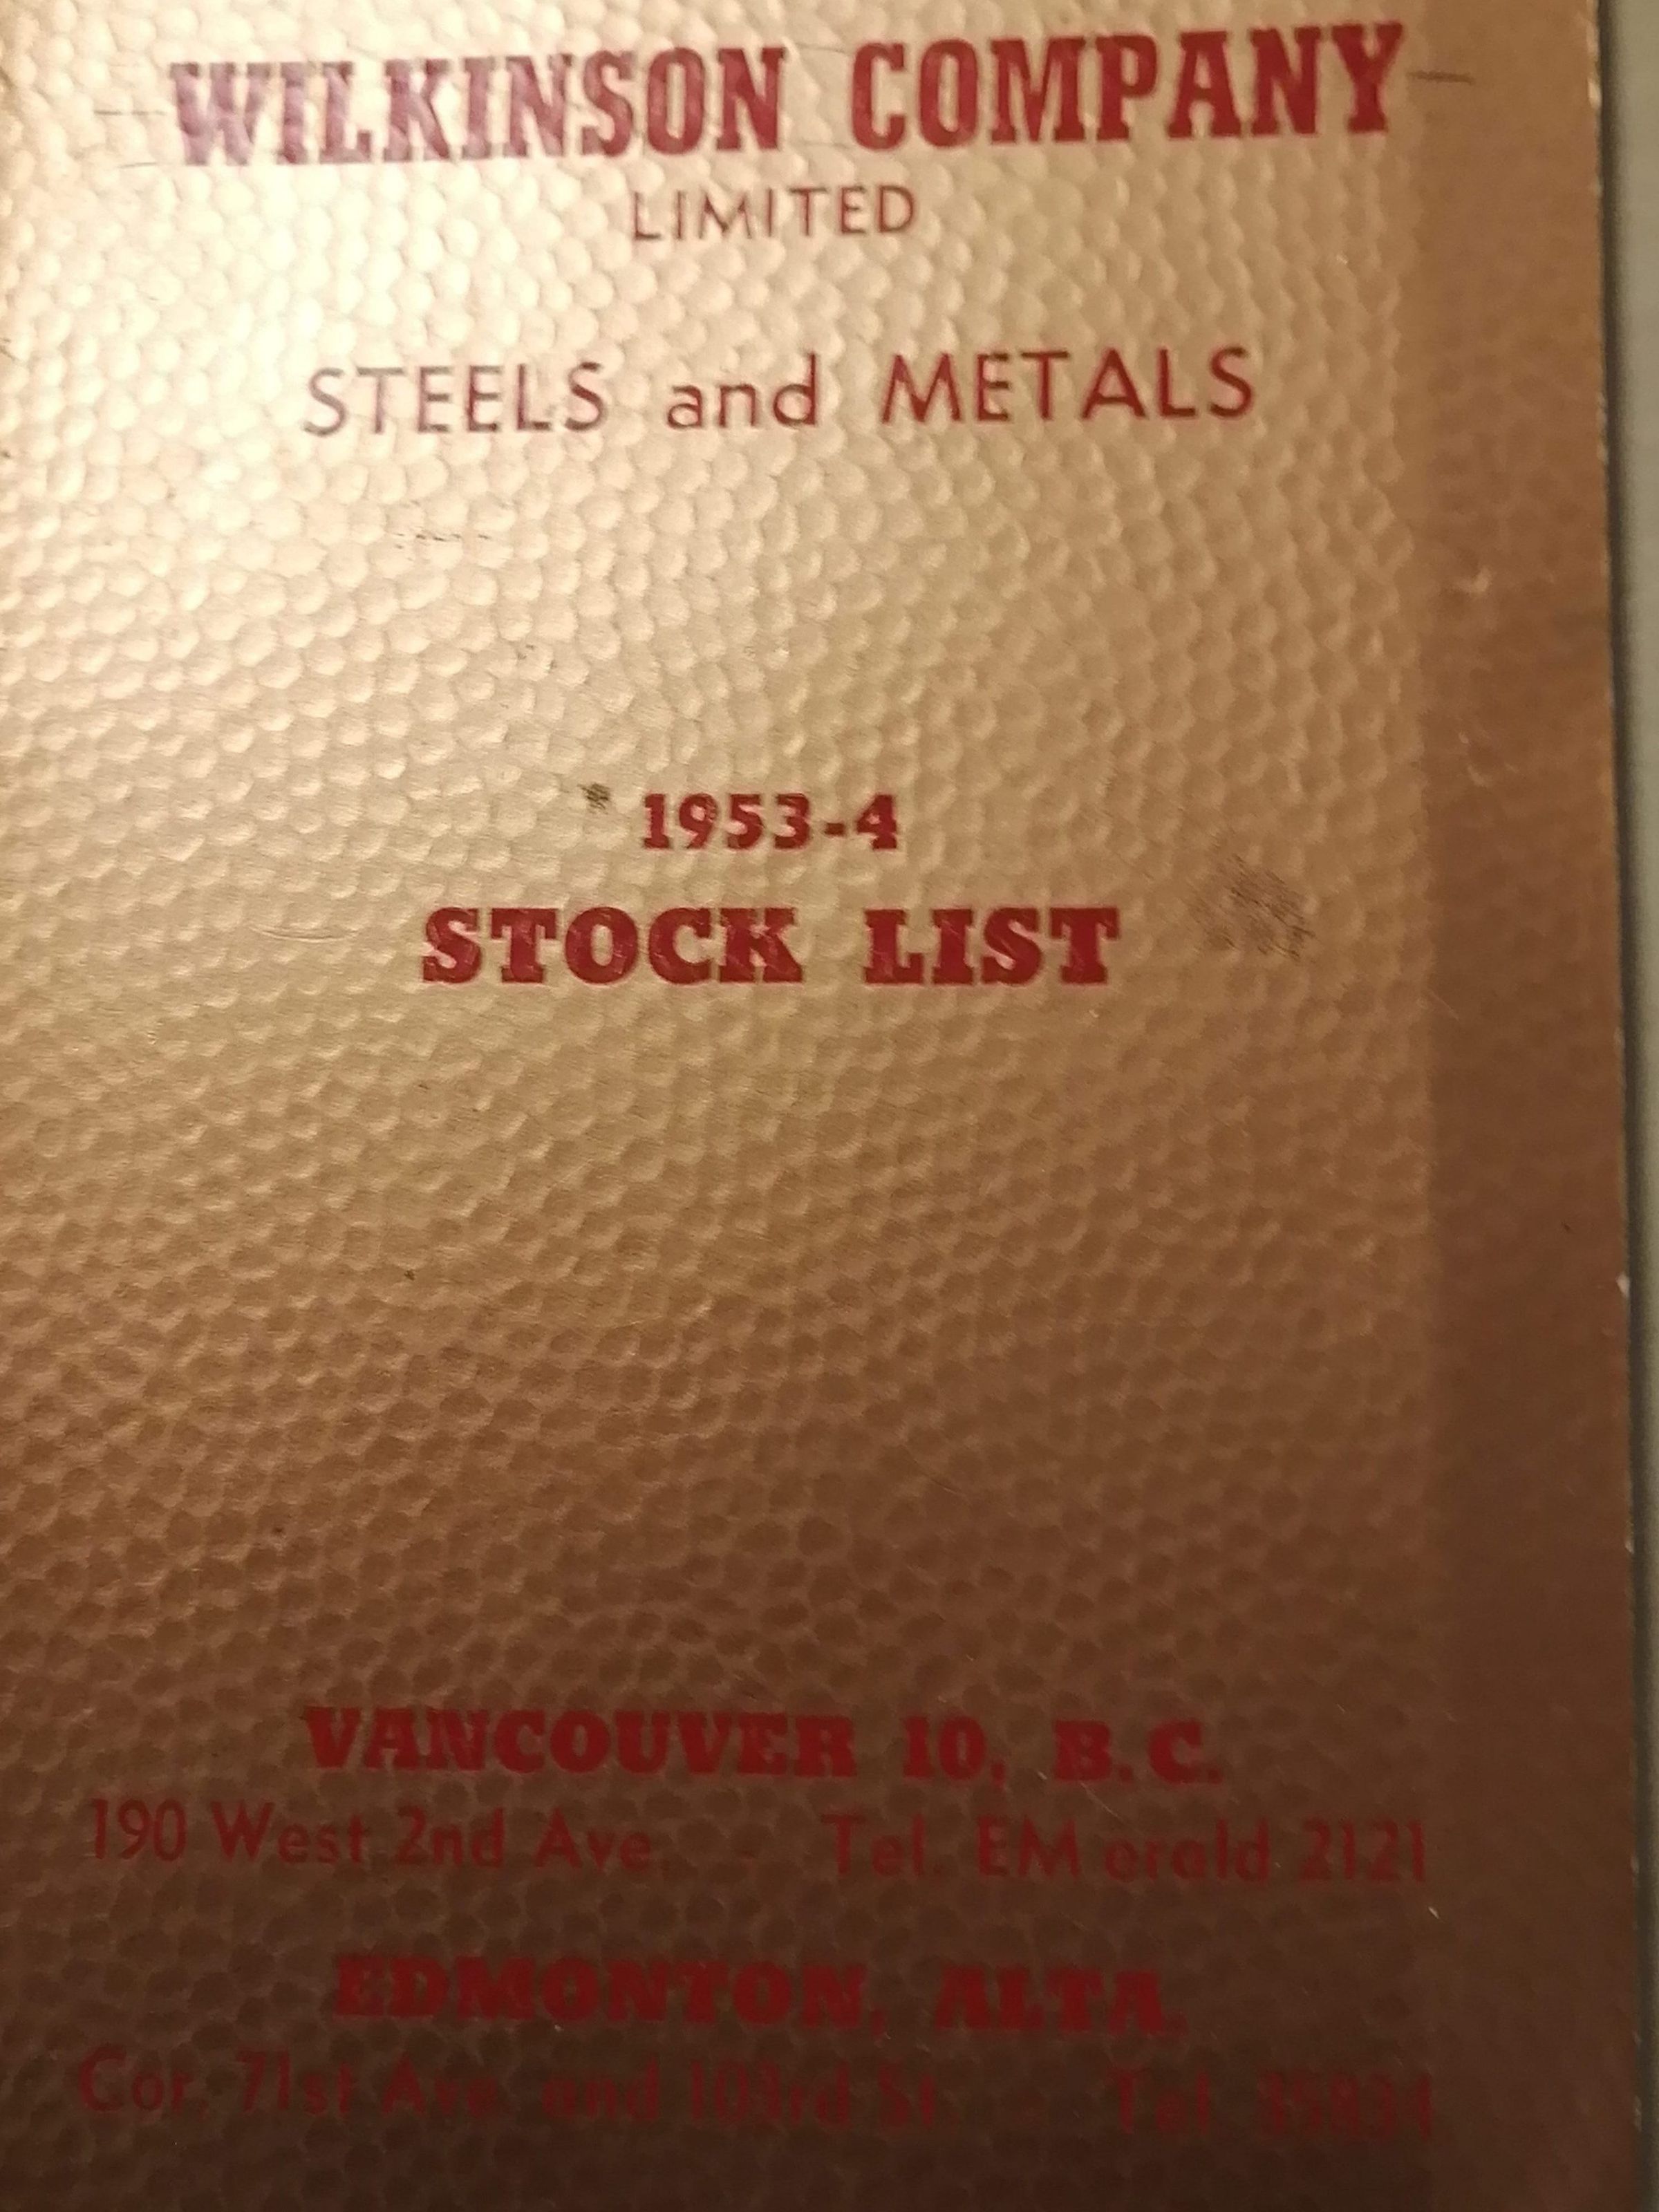 WILKINSON COMPANY
LIMITED
STEELS and METALS
1953-4
STOCK LIST
VANCOUVER 10, B.C.
190 West 2nd Ave. - Tel. EMerald 2121
EDMONTON, ALTA.
Cor. 71st Ave. and 103rd St. - Tel.